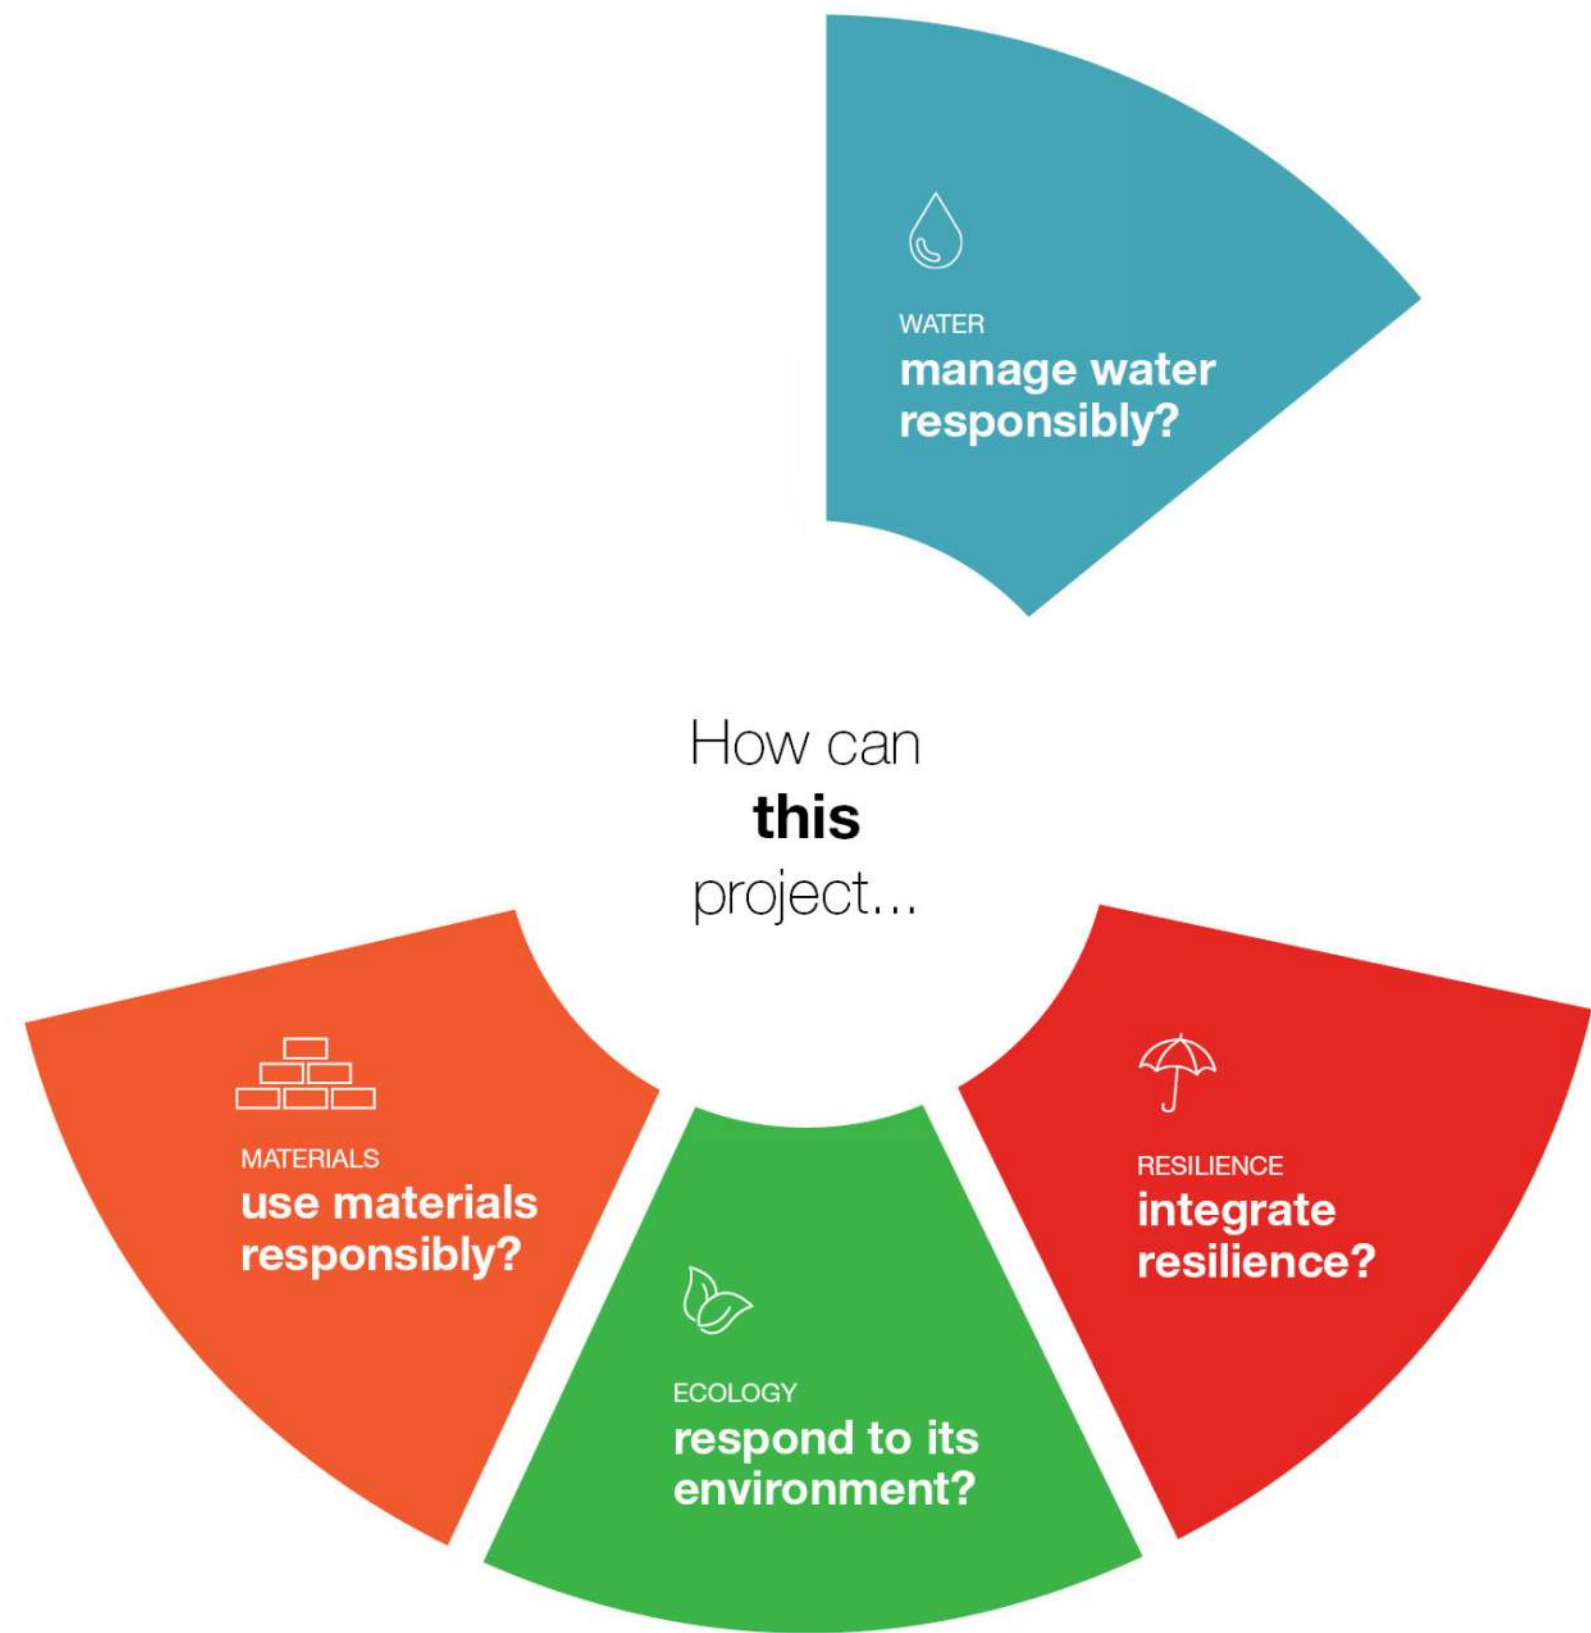 WATER
manage water
responsibly?
How can
this
project...
MATERIALS
use materials
responsibly?
RESILIENCE
integrate
resilience?
ECOLOGY
respond to its
environment?